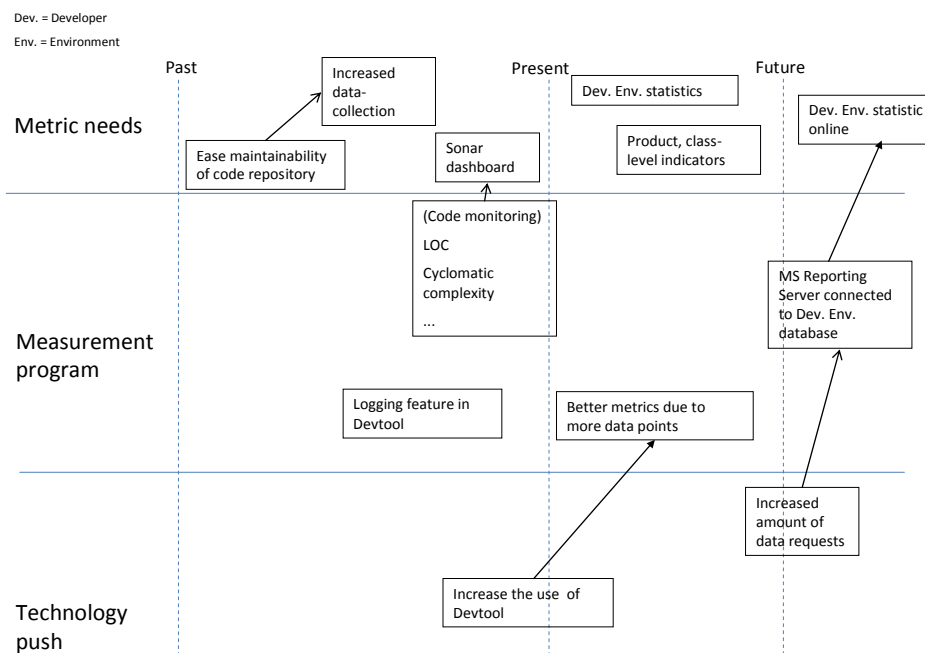 Dev. = Developer
Env. = Environment
Past
Present
Future
Metric needs
Increased
data-
collection
Ease maintainability
of code repository
Sonar
dashboard
Dev. Env. statistics
Product, class-
level indicators
Dev. Env. statistic
online
Measurement
program
(Code monitoring)
LOC
Cyclomatic
complexity
...
Logging feature in
Devtool
Better metrics due to
more data points
MS Reporting
Server connected
to Dev. Env.
database
Technology
push
Increase the use of
Devtool
Increased
amount of
data requests